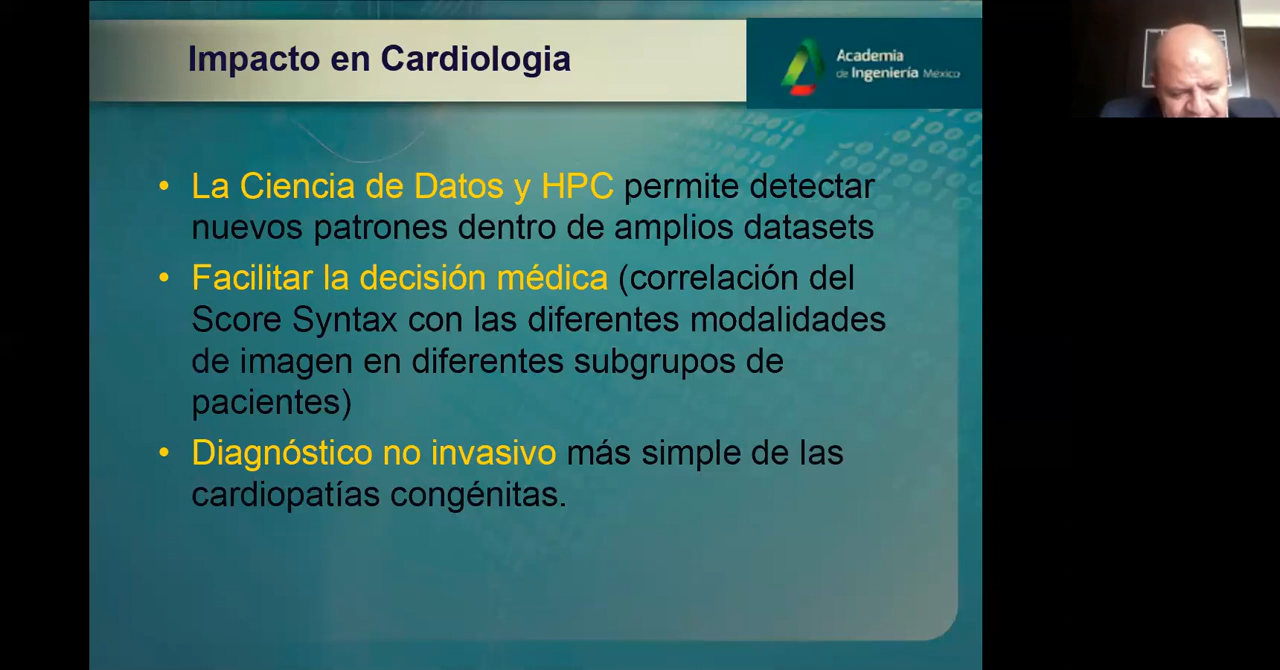 Impacto en Cardiologia
Academia
de Ingeniería México
• La Ciencia de Datos y HPC permite detectar
nuevos patrones dentro de amplios datasets
• Facilitar la decisión médica (correlación del
Score Syntax con las diferentes modalidades
de imagen en diferentes subgrupos de
pacientes)
• Diagnóstico no invasivo más simple de las
cardiopatías congénitas.